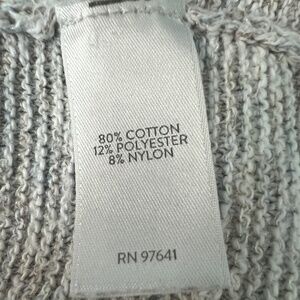 80% COTTON
12% POLYESTER
8% NYLON
RN 97641